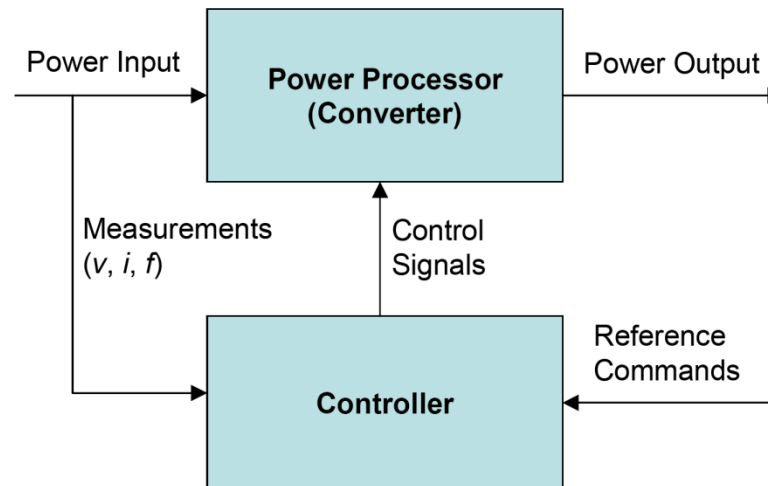 Power Input
Power Processor
(Converter)
Power Output
Measurements
(v, i, f)
Control
Signals
Reference
Commands
Controller